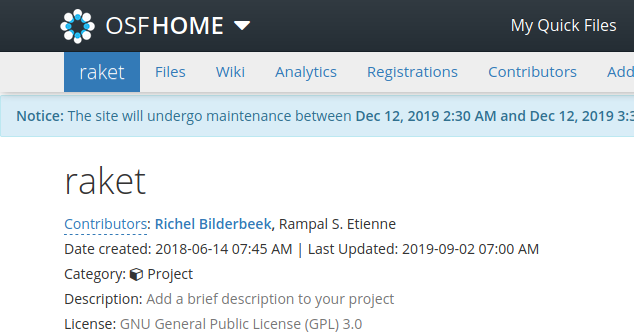 OSFHOME My Quick Files
raket Files Wiki Analytics Registrations Contributors Add
Notice: The site will undergo maintenance between Dec 12, 2019 2:30 AM and Dec 12, 2019 3:3
raket
Contributors: Richel Bilderbeek, Rampal S. Etienne
Date created: 2018-06-14 07:45 AM | Last Updated: 2019-09-02 07:00 AM
Category: Project
Description: Add a brief description to your project
License: GNU General Public License (GPL) 3.0